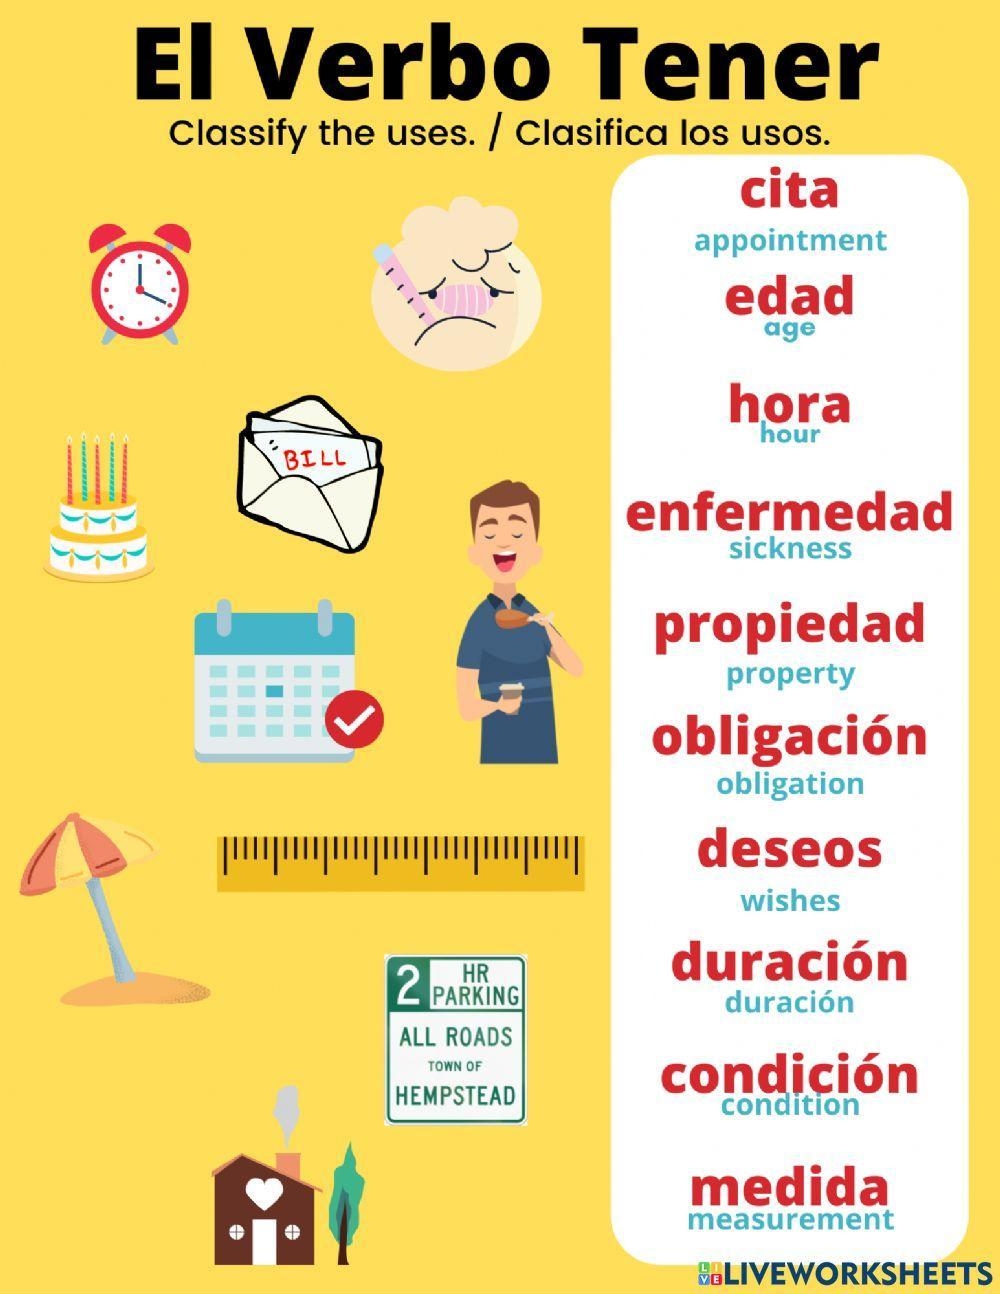 El Verbo Tener
Classify the uses. / Clasifica los usos.
cita
appointment
edad
age
hora
hour
enfermedad
sickness
propiedad
property
obligación
obligation
deseos
wishes
duración
duración
condición
condition
medida
measurement
BILL
2 HR
PARKING
ALL ROADS
TOWN OF
HEMPSTEAD
LIVE LIVEWORKSHEETS